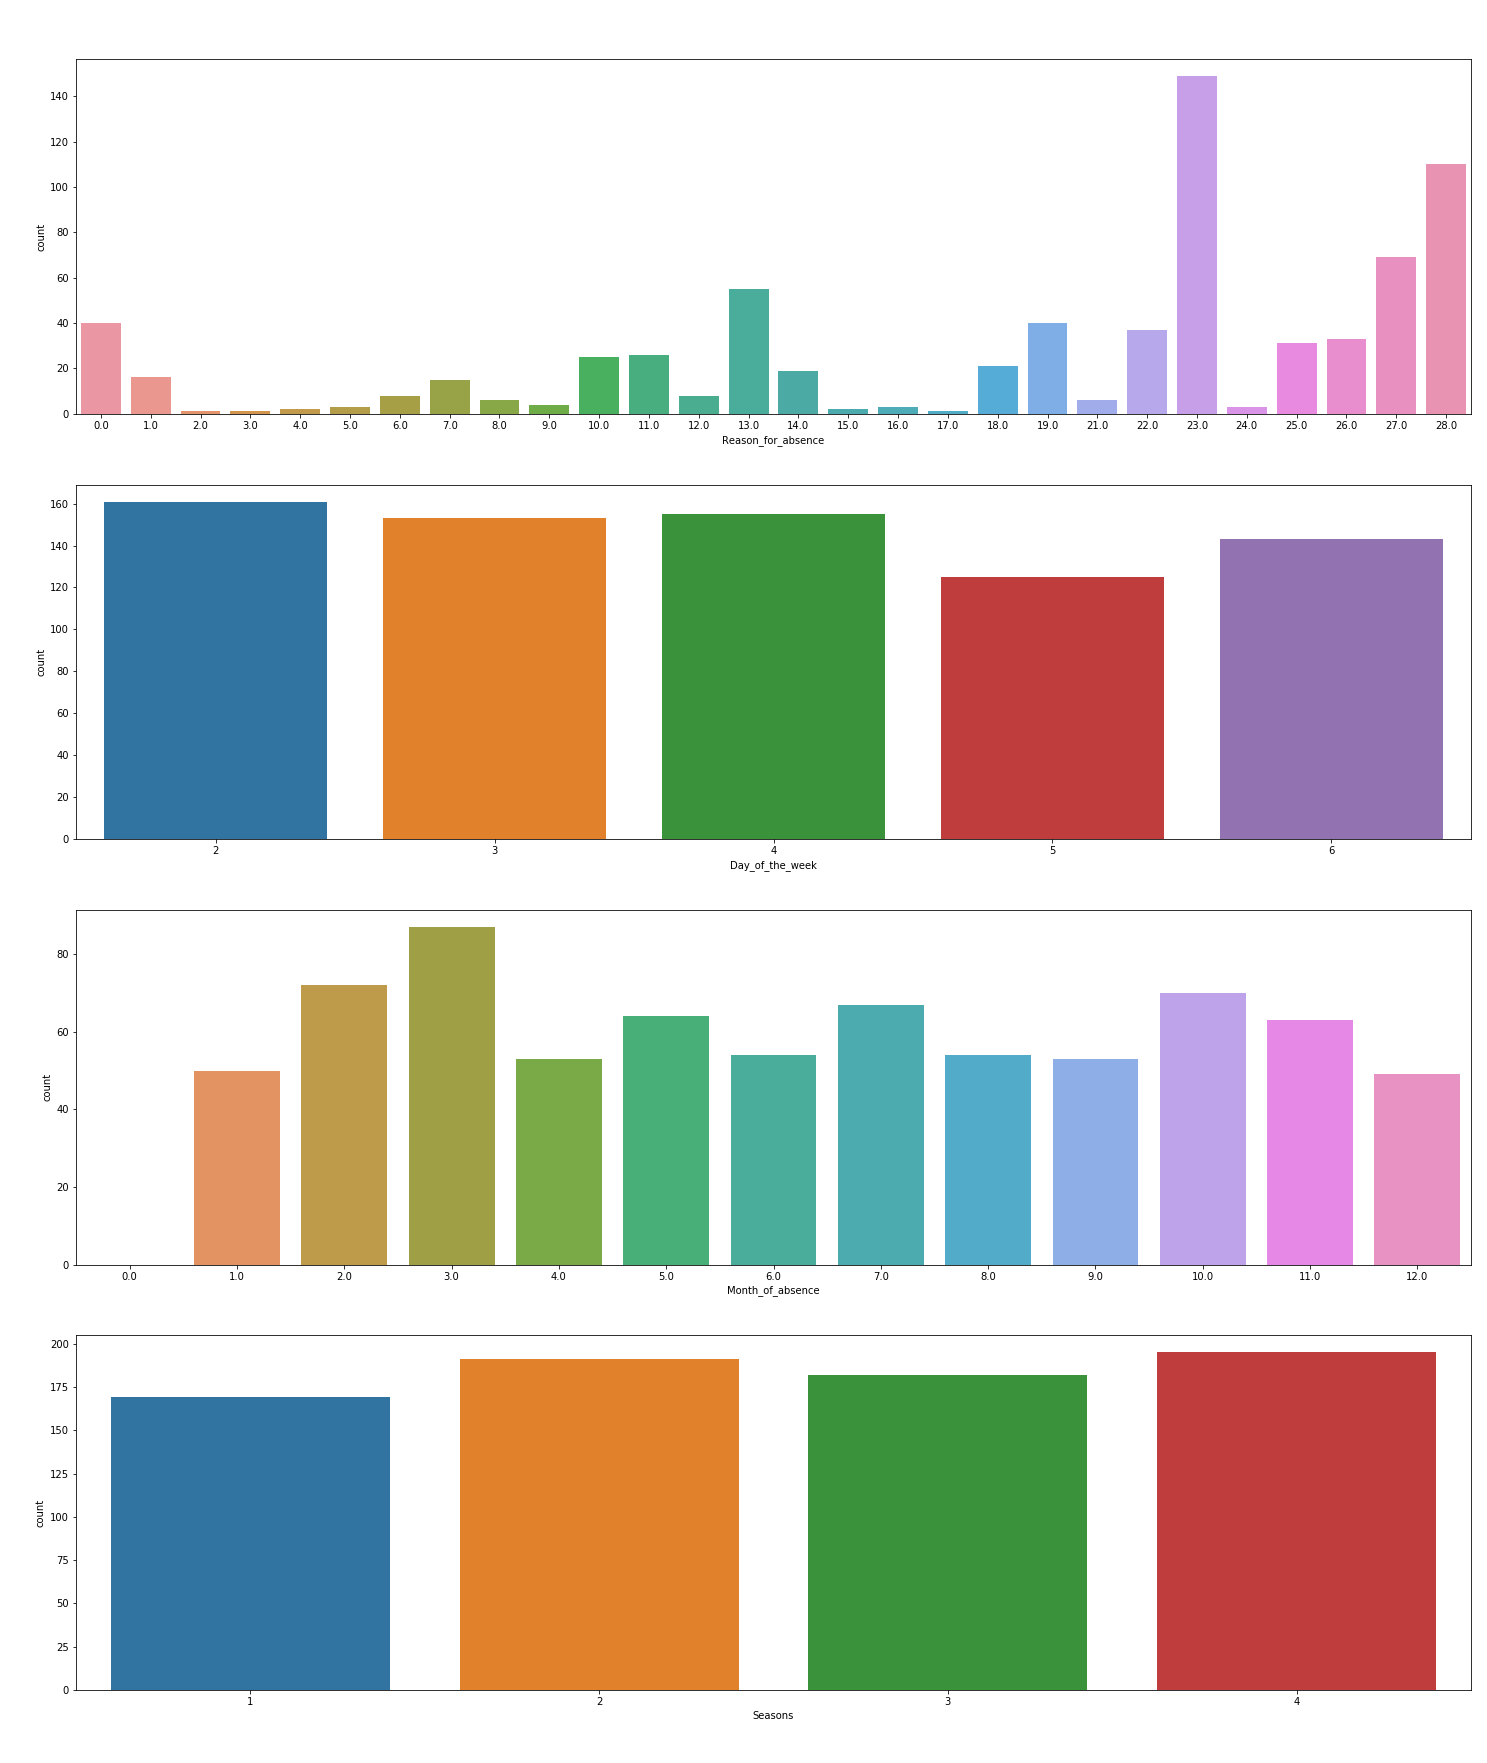 140
120
100
80
60
40
20
0
count
0.0 1.0 2.0 3.0 4.0 5.0 6.0 7.0 8.0 9.0 10.0 11.0 12.0 13.0 14.0 15.0 16.0 17.0 18.0 19.0 21.0 22.0 23.0 24.0 25.0 26.0 27.0 28.0
Reason_for_absence
160
140
120
100
80
60
40
20
0
count
2 3 4 5 6
Day_of_the_week
80
60
40
20
0
count
0.0 1.0 2.0 3.0 4.0 5.0 6.0 7.0 8.0 9.0 10.0 11.0 12.0
Month_of_absence
200
175
150
125
100
75
50
25
0
count
1 2 3 4
Seasons